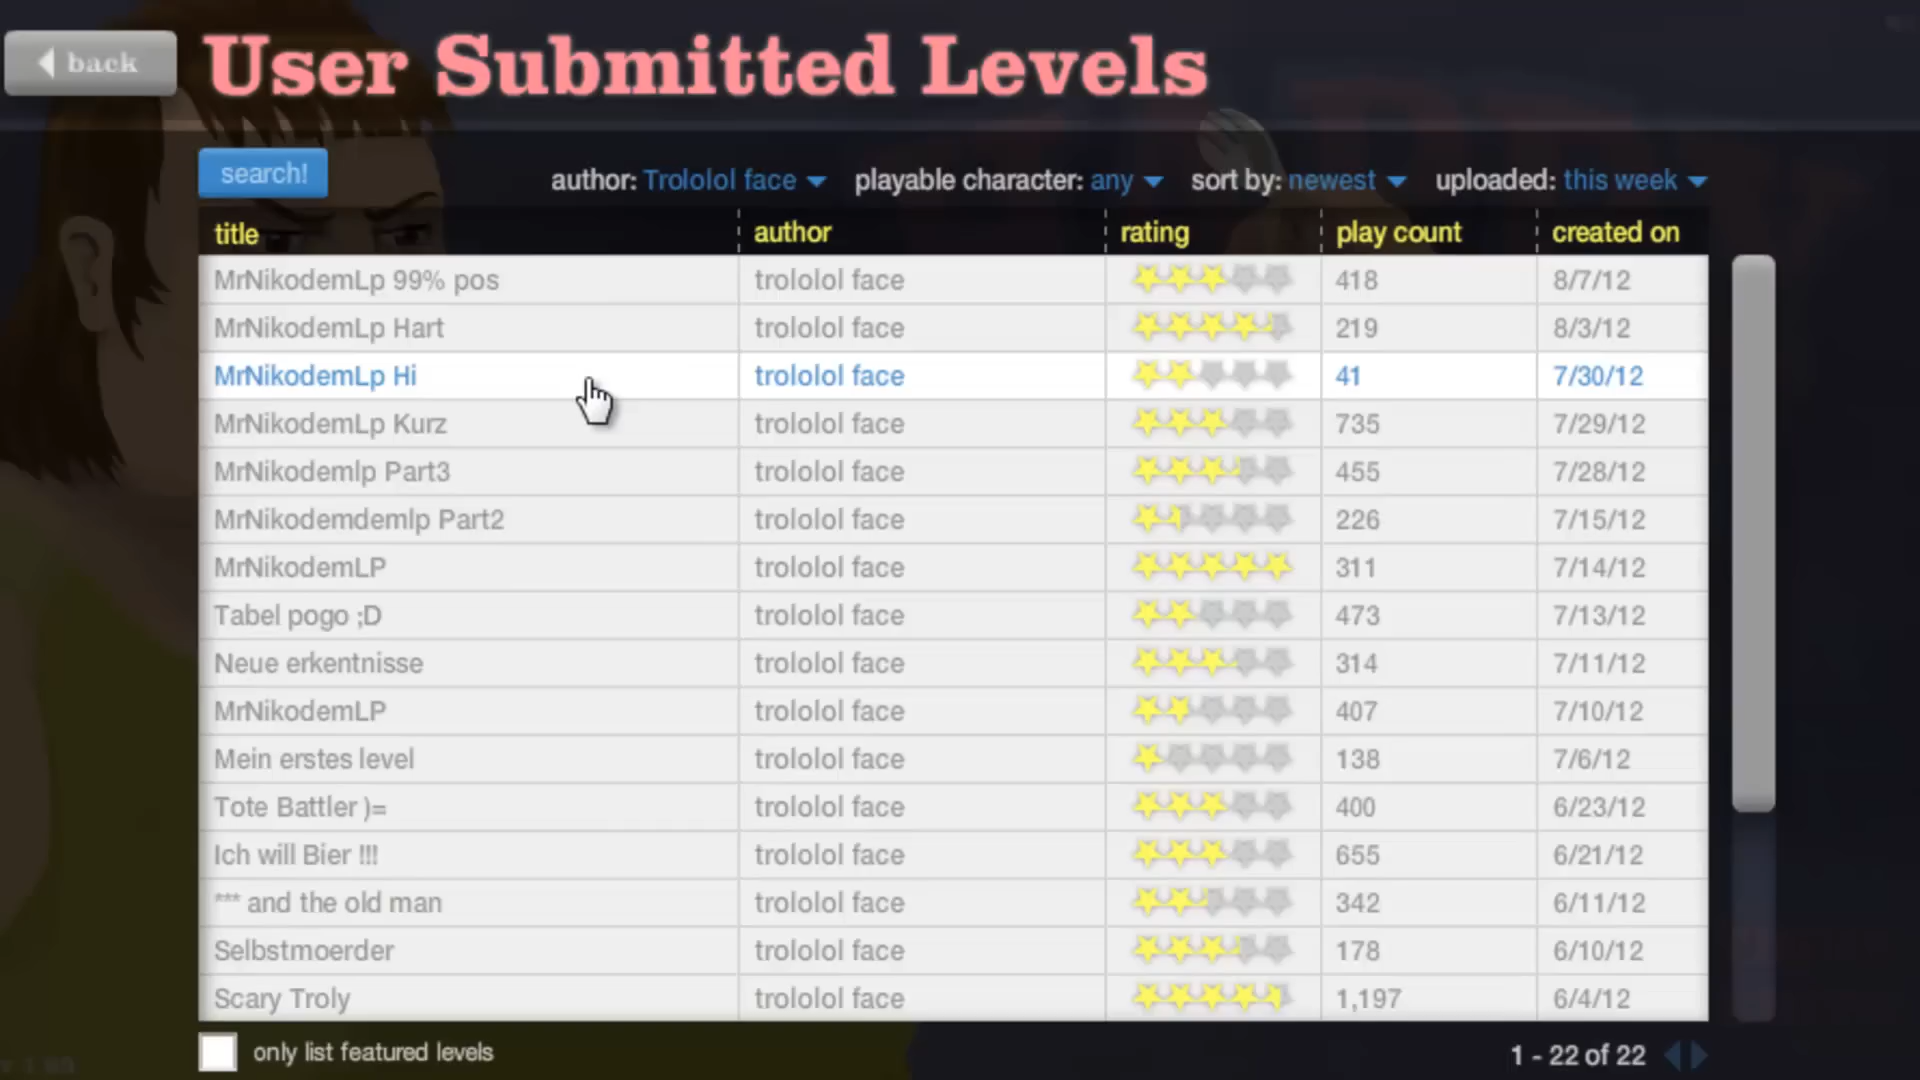 back
User Submitted Levels
search!
author: Trololol face playable character: any sort by: newest uploaded: this week
title author rating play count created on
MrNikodemLp 99% pos trololol face 418 8/7/12
MrNikodemLp Hart trololol face 219 8/3/12
MrNikodemLp Hi trololol face 41 7/30/12
MrNikodemLp Kurz trololol face 735 7/29/12
MrNikodemlp Part3 trololol face 455 7/28/12
MrNikodemdemlp Part2 trololol face 226 7/15/12
MrNikodemLP trololol face 311 7/14/12
Tabel pogo ;D trololol face 473 7/13/12
Neue erkentnisse trololol face 314 7/11/12
MrNikodemLP trololol face 407 7/10/12
Mein erstes level trololol face 138 7/6/12
Tote Battler )= trololol face 400 6/23/12
Ich will Bier !!! trololol face 655 6/21/12
*** and the old man trololol face 342 6/11/12
Selbstmoerder trololol face 178 6/10/12
Scary Troly trololol face 1,197 6/4/12
only list featured levels 1 - 22 of 22